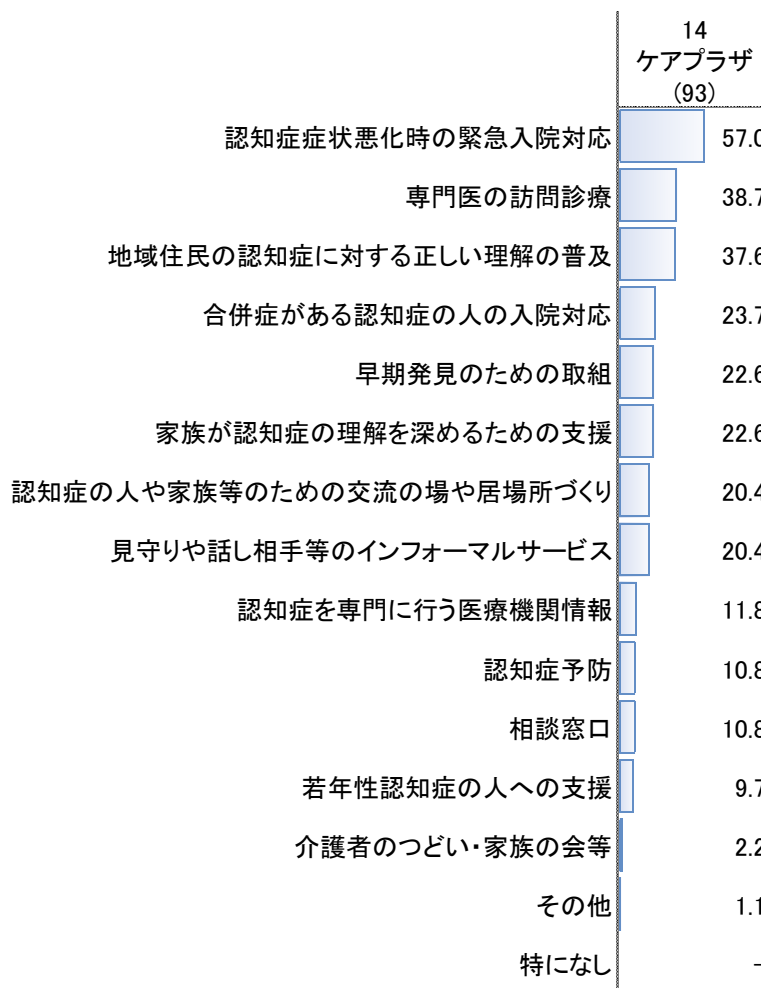 14
ケアプラザ
(93)
認知症症状悪化時の緊急入院対応 57.0
専門医の訪問診療 38.7
地域住民の認知症に対する正しい理解の普及 37.6
合併症がある認知症の人の入院対応 23.7
早期発見のための取組 22.6
家族が認知症の理解を深めるための支援 22.6
認知症の人や家族等のための交流の場や居場所づくり 20.4
見守りや話し相手等のインフォーマルサービス 20.4
認知症を専門に行う医療機関情報 11.8
認知症予防 10.8
相談窓口 10.8
若年性認知症の人への支援 9.7
介護者のつどい・家族の会等 2.2
その他 1.1
特になし -